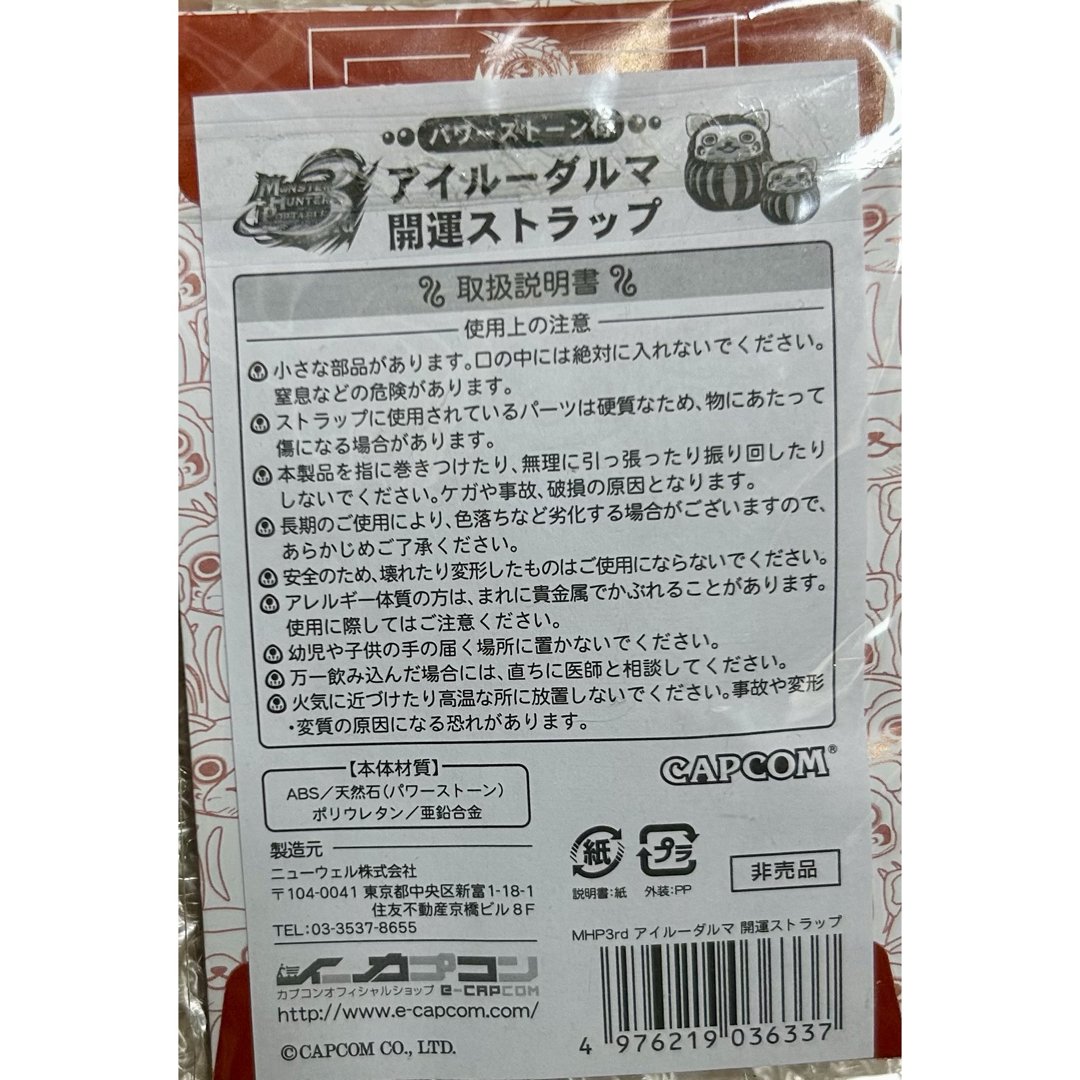 パワーストーン付
MONSTER HUNTER PORTABLE 3rd
アイルーダルマ
開運ストラップ
取扱説明書
使用上の注意
小さな部品があります。口の中には絶対に入れないでください。
窒息などの危険があります。
ストラップに使用されているパーツは硬質なため、物にあたって
傷になる場合があります。
本製品を指に巻きつけたり、無理に引っ張ったり振り回したり
しないでください。ケガや事故、破損の原因となります。
長期のご使用により、色落ちなど劣化する場合がございますので、
あらかじめご了承ください。
安全のため、壊れたり変形したものはご使用にならないでください。
アレルギー体質の方は、まれに貴金属でかぶれることがあります。
使用に際してはご注意ください。
幼児や子供の手の届く場所に置かないでください。
万一飲み込んだ場合には、直ちに医師と相談してください。
火気に近づけたり高温な所に放置しないでください。事故や変形
・変質の原因になる恐れがあります。
【本体材質】
ABS／天然石(パワーストーン)
ポリウレタン／亜鉛合金
CAPCOM®
製造元
ニューウェル株式会社
〒104-0041 東京都中央区新富1-18-1
住友不動産京橋ビル8F
TEL:03-3537-8655
紙
プラ
説明書:紙 外装:PP
非売品
MHP3rd アイルーダルマ 開運ストラップ
イーカプコン
カプコンオフィシャルショップ e-CAPCOM
http://www.e-capcom.com/
©CAPCOM CO., LTD.
4 976219 036337